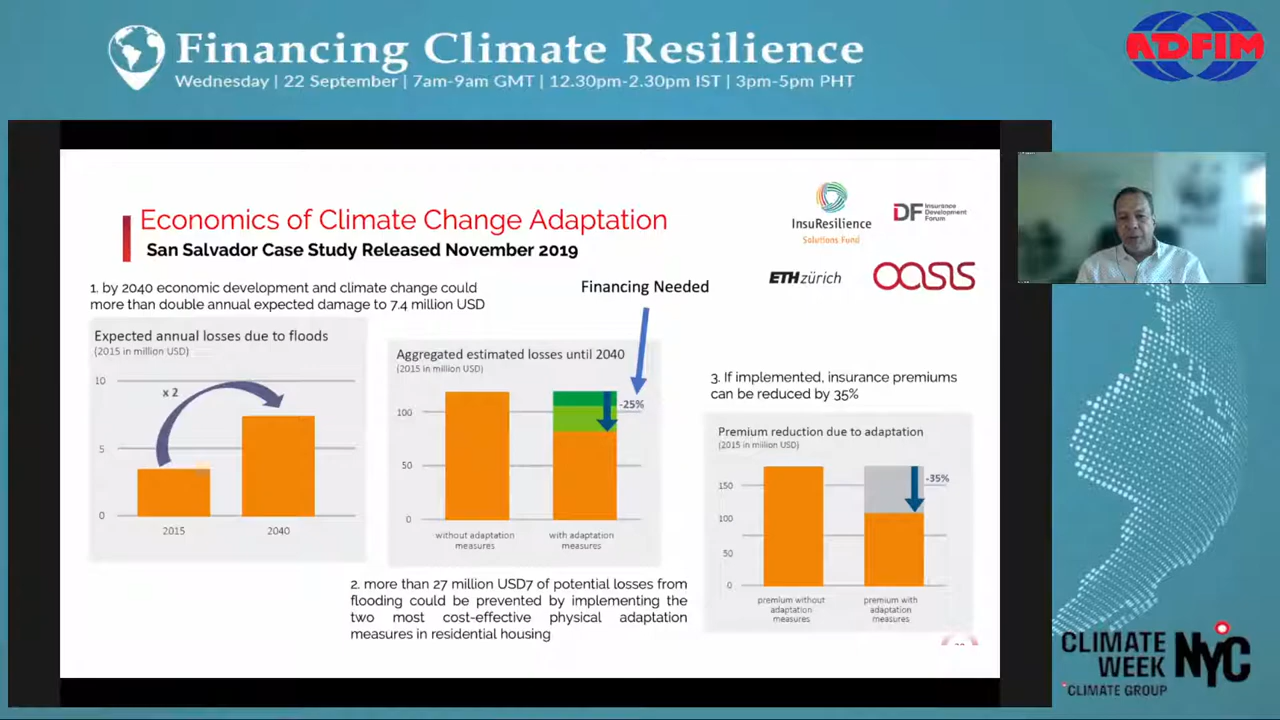 Financing Climate Resilience
Wednesday | 22 September | 7am-9am GMT | 12.30pm-2.30pm IST | 3pm-5pm PHT
ADFIM
Economics of Climate Change Adaptation
San Salvador Case Study Released November 2019
InsuResilience
Solutions Fund
IDF Insurance
Development
Forum
ETH zürich
OASIS
1. by 2040 economic development and climate change could
more than double annual expected damage to 7.4 million USD
Expected annual losses due to floods
(2015 in million USD)
10
x 2
5
0
2015
2040
Financing Needed
Aggregated estimated losses until 2040
(2015 in million USD)
-25%
100
50
0
without adaptation
measures
with adaptation
measures
2. more than 27 million USD7 of potential losses from
flooding could be prevented by implementing the
two most cost-effective physical adaptation
measures in residential housing
3. If implemented, insurance premiums
can be reduced by 35%
Premium reduction due to adaptation
(2015 in million USD)
-35%
150
100
50
0
premium without
adaptation
measures
premium with
adaptation
measures
CLIMATE
WEEK NYC
°CLIMATE GROUP